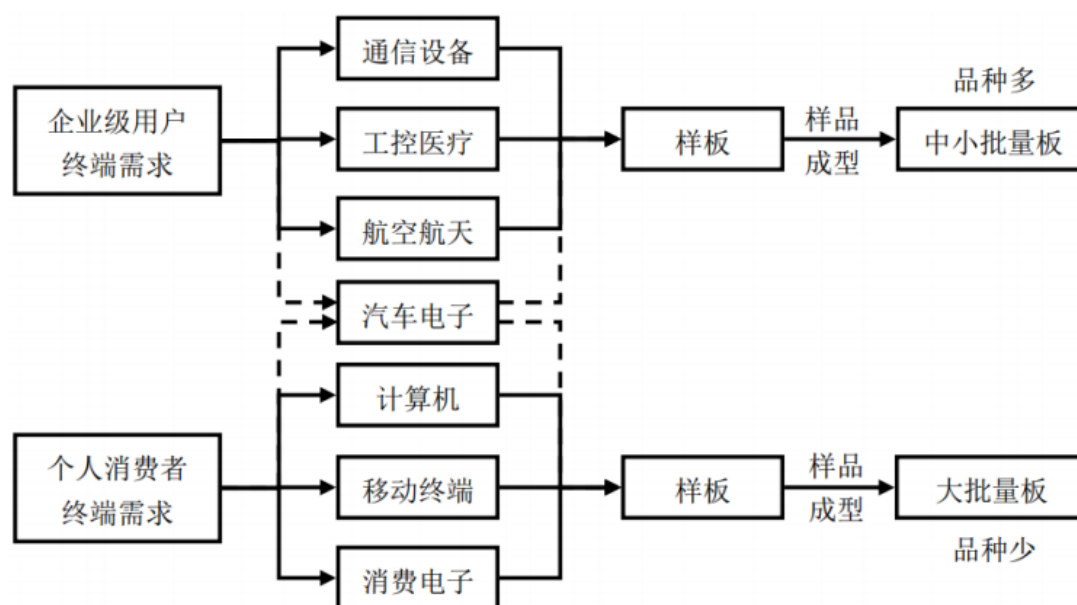 通信设备
品种多
企业级用户
终端需求
工控医疗
样板
样品
成型
中小批量板
航空航天
汽车电子
计算机
个人消费者
终端需求
移动终端
样板
样品
成型
大批量板
品种少
消费电子